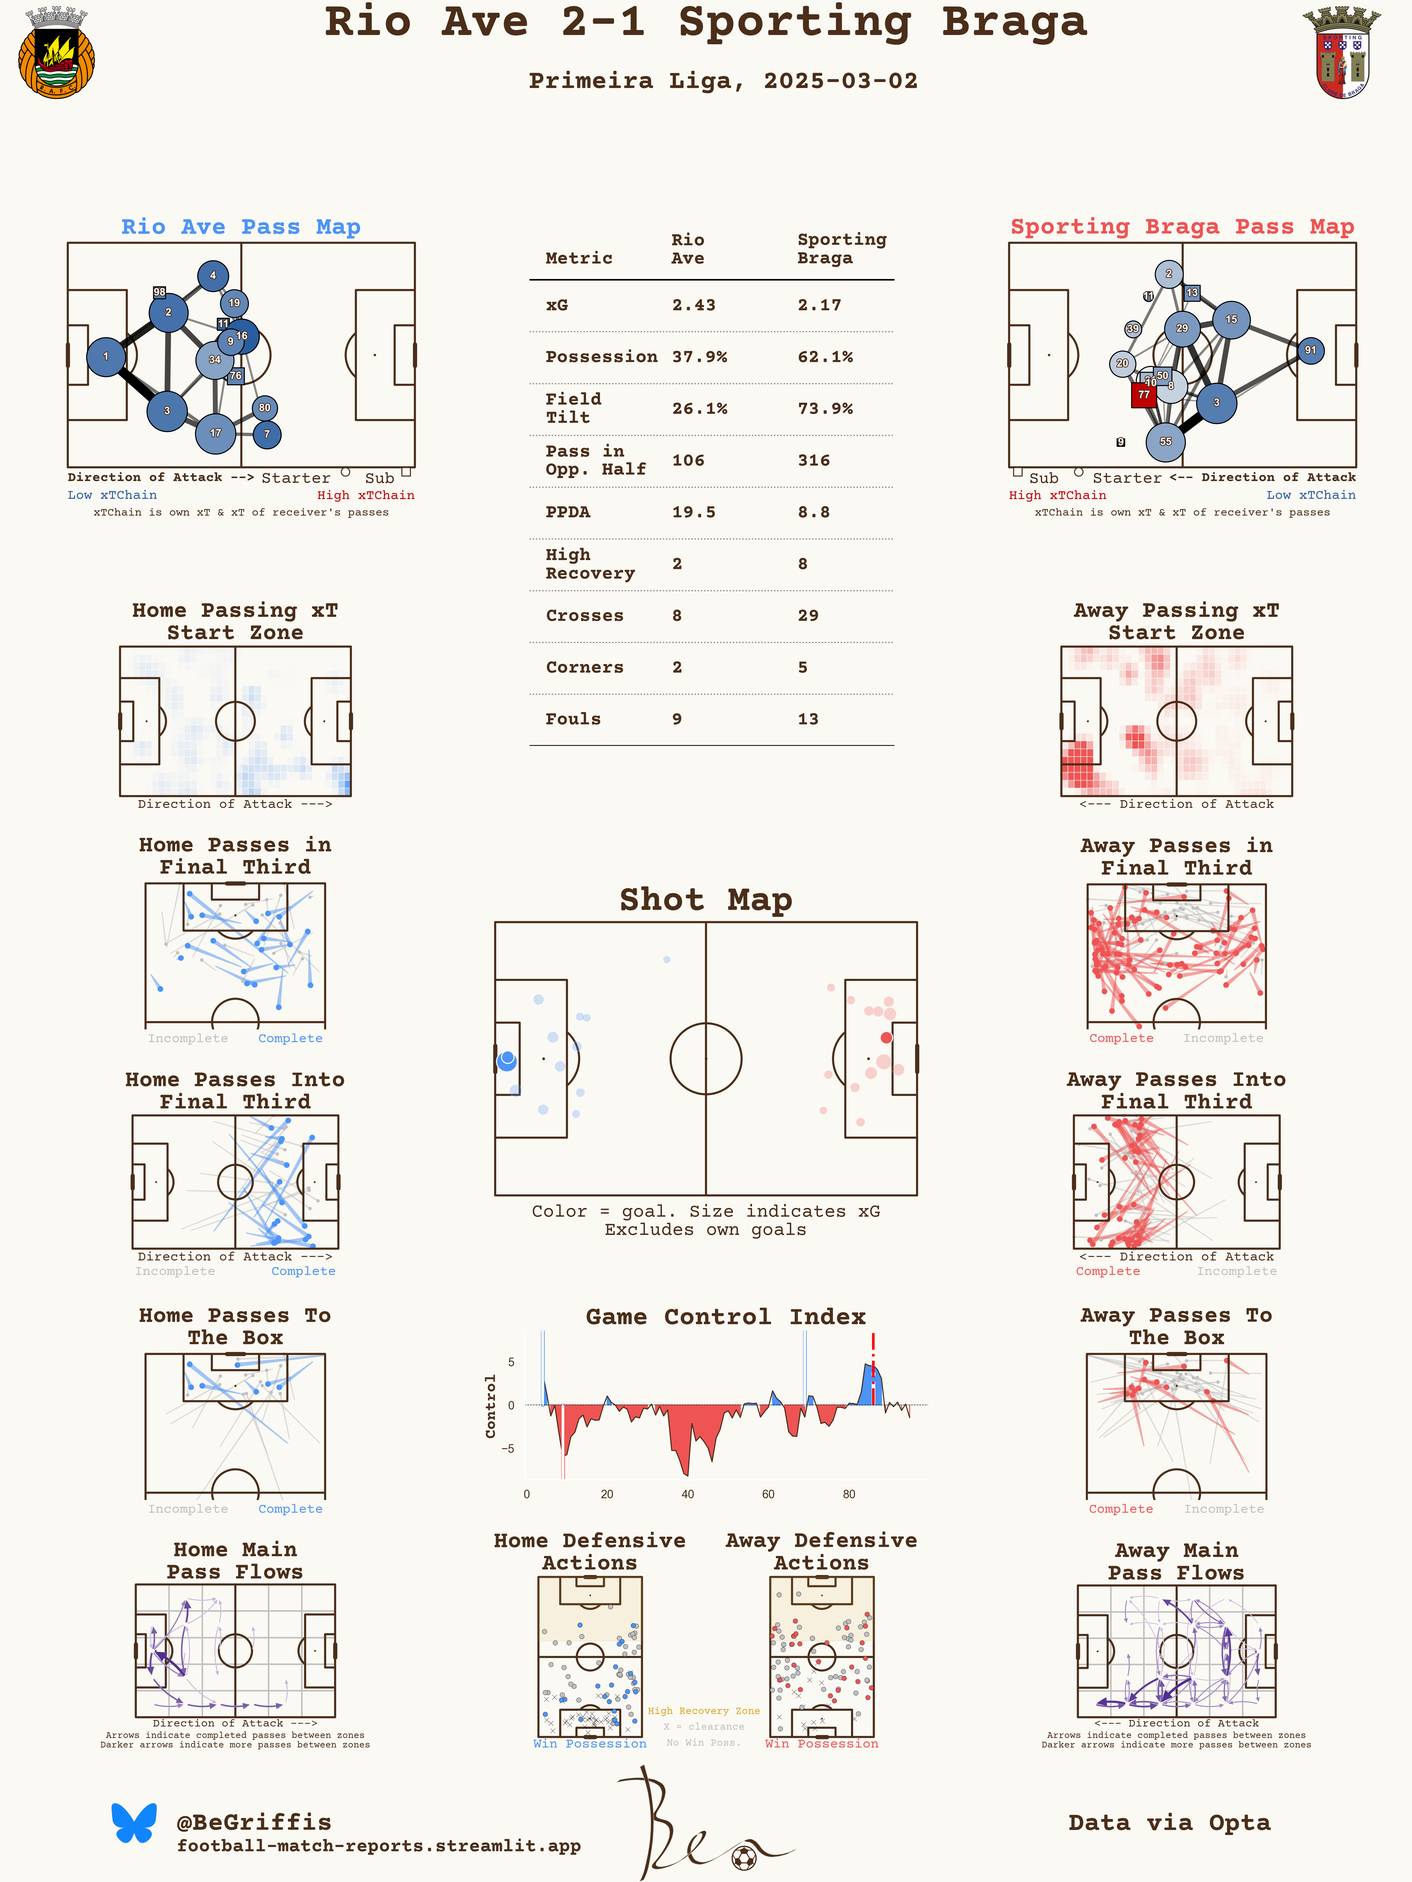 Rio Ave 2-1 Sporting Braga
Primeira Liga, 2025-03-02
SPORTING
CLUBE DE BRAGA
Rio Ave Pass Map
1
2
3
4
98
19
11
9
16
34
76
17
80
7
Direction of Attack --> Starter Sub
Low xTChain High xTChain
xTChain is own xT & xT of receiver's passes
Metric Rio Ave Sporting Braga
xG 2.43 2.17
Possession 37.9% 62.1%
Field Tilt 26.1% 73.9%
Pass in Opp. Half 106 316
PPDA 19.5 8.8
High Recovery 2 8
Crosses 8 29
Corners 2 5
Fouls 9 13
Sporting Braga Pass Map
2
11
13
39
29
15
91
20
50
10
8
77
3
9
55
Sub Starter <-- Direction of Attack
High xTChain Low xTChain
xTChain is own xT & xT of receiver's passes
Home Passing xT
Start Zone
Direction of Attack --->
Away Passing xT
Start Zone
<--- Direction of Attack
Home Passes in
Final Third
Incomplete Complete
Away Passes in
Final Third
Complete Incomplete
Shot Map
Color = goal. Size indicates xG
Excludes own goals
Home Passes Into
Final Third
Direction of Attack --->
Incomplete Complete
Away Passes Into
Final Third
<--- Direction of Attack
Complete Incomplete
Home Passes To
The Box
Incomplete Complete
Game Control Index
Control
5
0
−5
0 20 40 60 80
Away Passes To
The Box
Complete Incomplete
Home Main
Pass Flows
Direction of Attack --->
Arrows indicate completed passes between zones
Darker arrows indicate more passes between zones
Home Defensive
Actions
Win Possession
Away Defensive
Actions
Win Possession
High Recovery Zone
X = clearance
No Win Poss.
Away Main
Pass Flows
<--- Direction of Attack
Arrows indicate completed passes between zones
Darker arrows indicate more passes between zones
@BeGriffis
football-match-reports.streamlit.app
Ben
Data via Opta